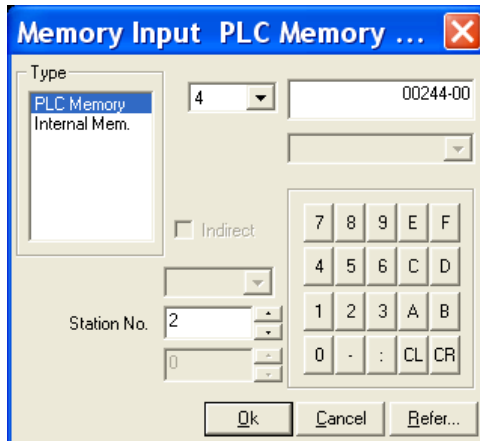 Memory Input PLC Memory ...
Type
PLC Memory
Internal Mem.
4
00244-00
Indirect
7 8 9 E F
4 5 6 C D
1 2 3 A B
0 - : CL CR
Station No. 2
0
Ok Cancel Refer...